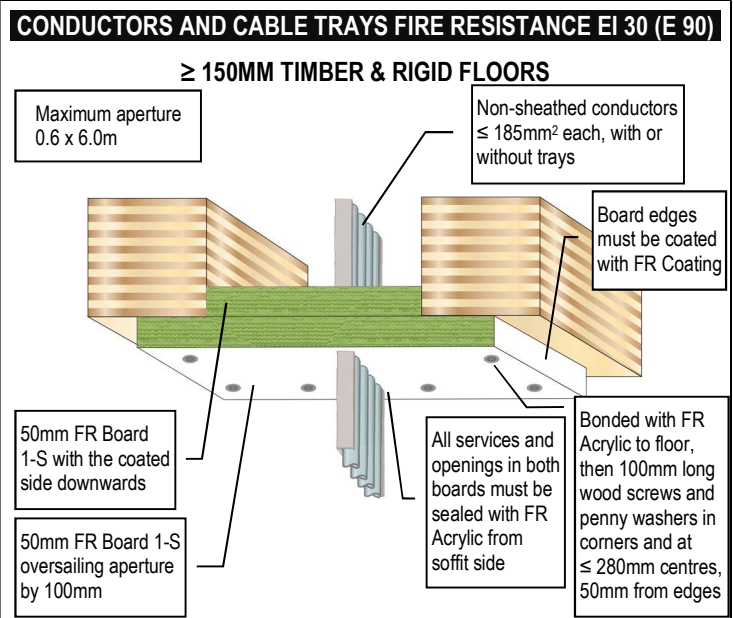 CONDUCTORS AND CABLE TRAYS FIRE RESISTANCE EI 30 (E 90)
≥ 150MM TIMBER & RIGID FLOORS
Maximum aperture
0.6 x 6.0m
Non-sheathed conductors
≤ 185mm² each, with or
without trays
Board edges
must be coated
with FR Coating
50mm FR Board
1-S with the coated
side downwards
50mm FR Board 1-S
oversailing aperture
by 100mm
All services and
openings in both
boards must be
sealed with FR
Acrylic from
soffit side
Bonded with FR
Acrylic to floor,
then 100mm long
wood screws and
penny washers in
corners and at
≤ 280mm centres,
50mm from edges